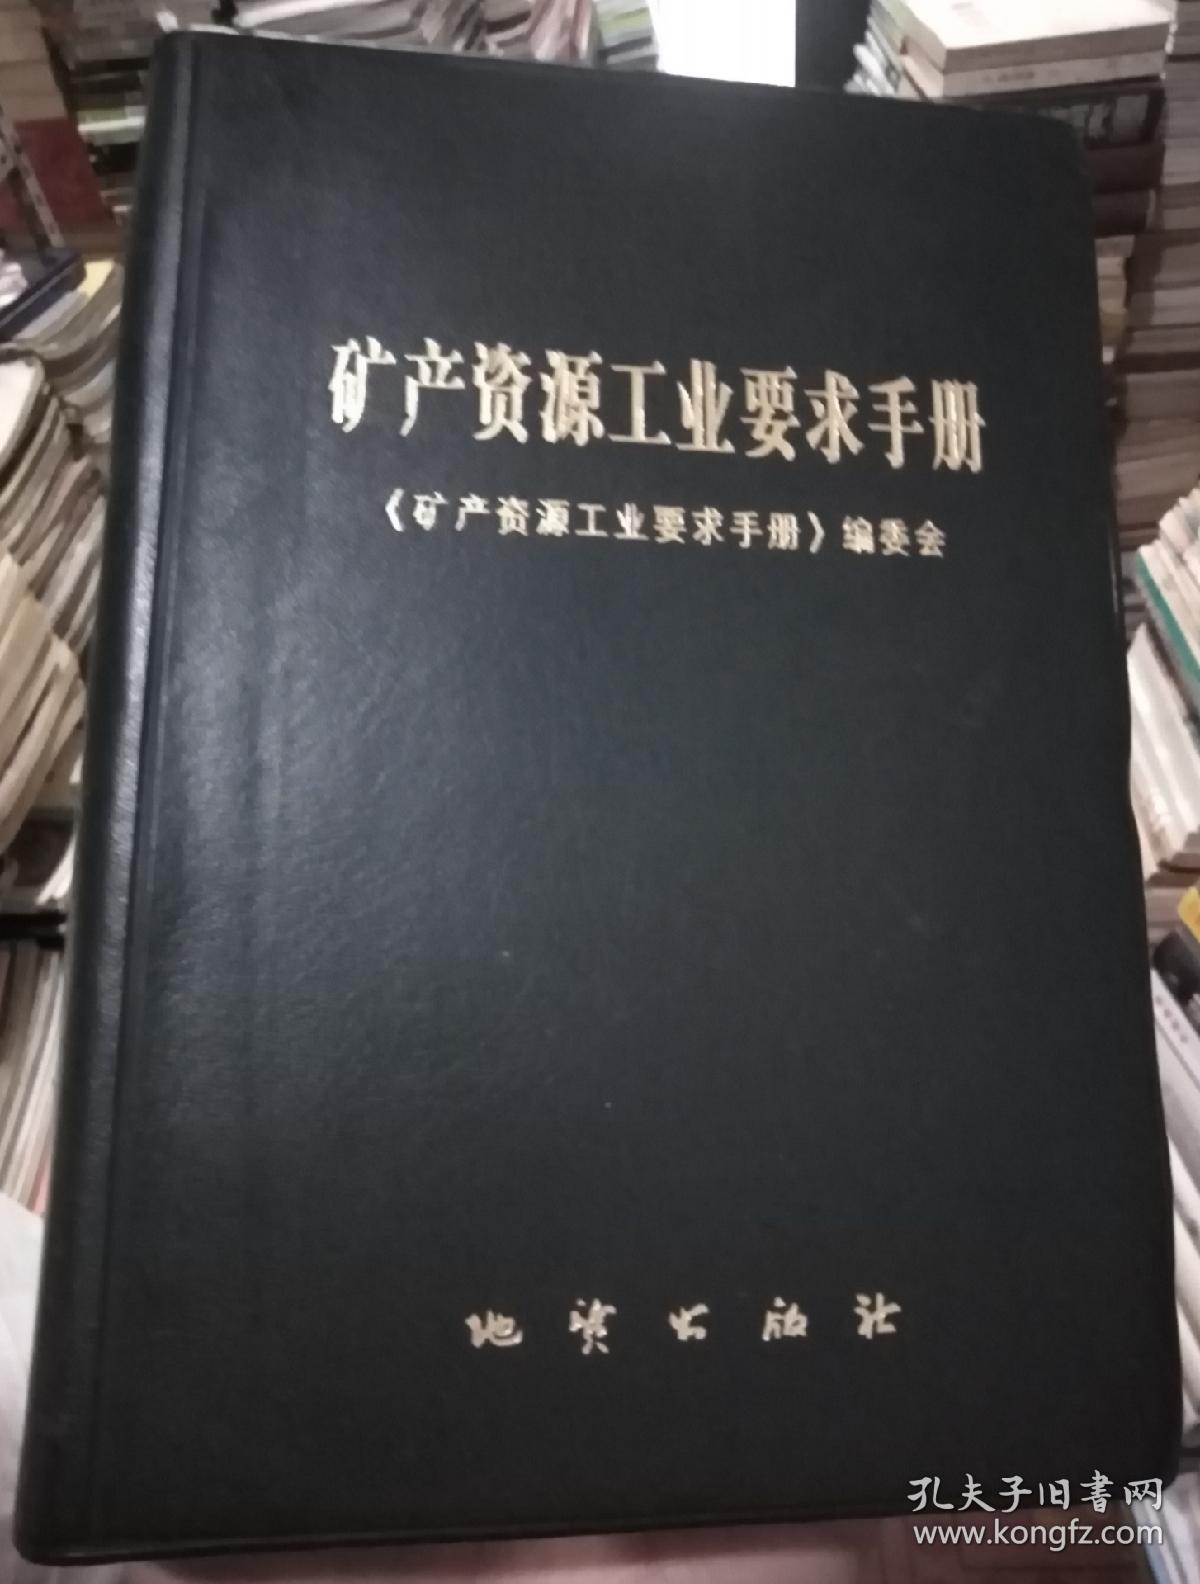 矿产资源工业要求手册
《矿产资源工业要求手册》编委会
地质出版社
孔夫子旧書网
www.kongfz.com